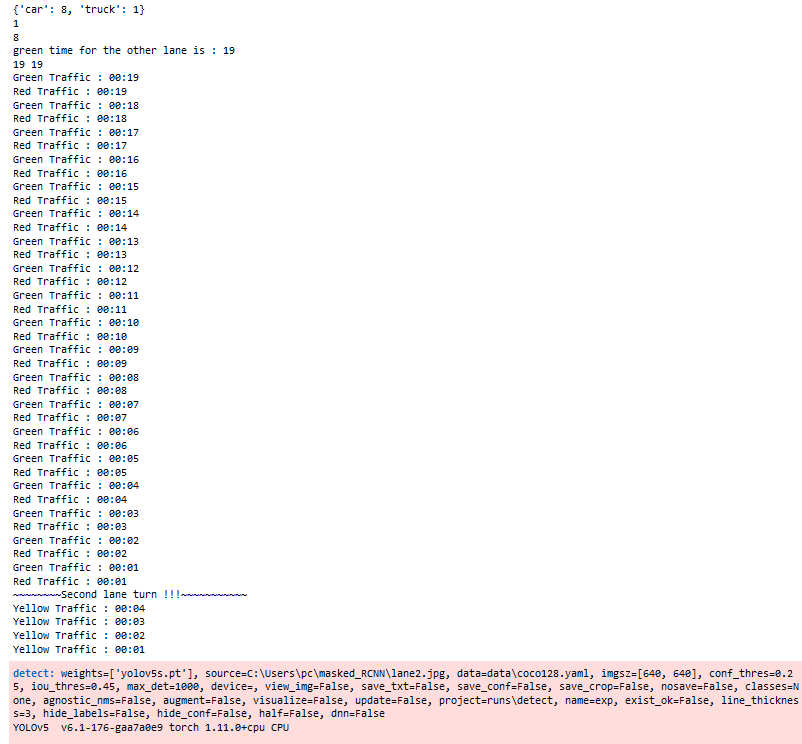 {'car': 8, 'truck': 1}
1
8
green time for the other lane is : 19
19 19
Green Traffic : 00:19
Red Traffic : 00:19
Green Traffic : 00:18
Red Traffic : 00:18
Green Traffic : 00:17
Red Traffic : 00:17
Green Traffic : 00:16
Red Traffic : 00:16
Green Traffic : 00:15
Red Traffic : 00:15
Green Traffic : 00:14
Red Traffic : 00:14
Green Traffic : 00:13
Red Traffic : 00:13
Green Traffic : 00:12
Red Traffic : 00:12
Green Traffic : 00:11
Red Traffic : 00:11
Green Traffic : 00:10
Red Traffic : 00:10
Green Traffic : 00:09
Red Traffic : 00:09
Green Traffic : 00:08
Red Traffic : 00:08
Green Traffic : 00:07
Red Traffic : 00:07
Green Traffic : 00:06
Red Traffic : 00:06
Green Traffic : 00:05
Red Traffic : 00:05
Green Traffic : 00:04
Red Traffic : 00:04
Green Traffic : 00:03
Red Traffic : 00:03
Green Traffic : 00:02
Red Traffic : 00:02
Green Traffic : 00:01
Red Traffic : 00:01
~~~~~~~~Second lane turn !!!~~~~~~~~~~~
Yellow Traffic : 00:04
Yellow Traffic : 00:03
Yellow Traffic : 00:02
Yellow Traffic : 00:01
detect: weights=['yolov5s.pt'], source=C:\Users\pc\masked_RCNN\lane2.jpg, data=data\coco128.yaml, imgsz=[640, 640], conf_thres=0.2
5, iou_thres=0.45, max_det=1000, device=, view_img=False, save_txt=False, save_conf=False, save_crop=False, nosave=False, classes=N
one, agnostic_nms=False, augment=False, visualize=False, update=False, project=runs\detect, name=exp, exist_ok=False, line_thicknes
s=3, hide_labels=False, hide_conf=False, half=False, dnn=False
YOLOv5  v6.1-176-gaa7a0e9 torch 1.11.0+cpu CPU